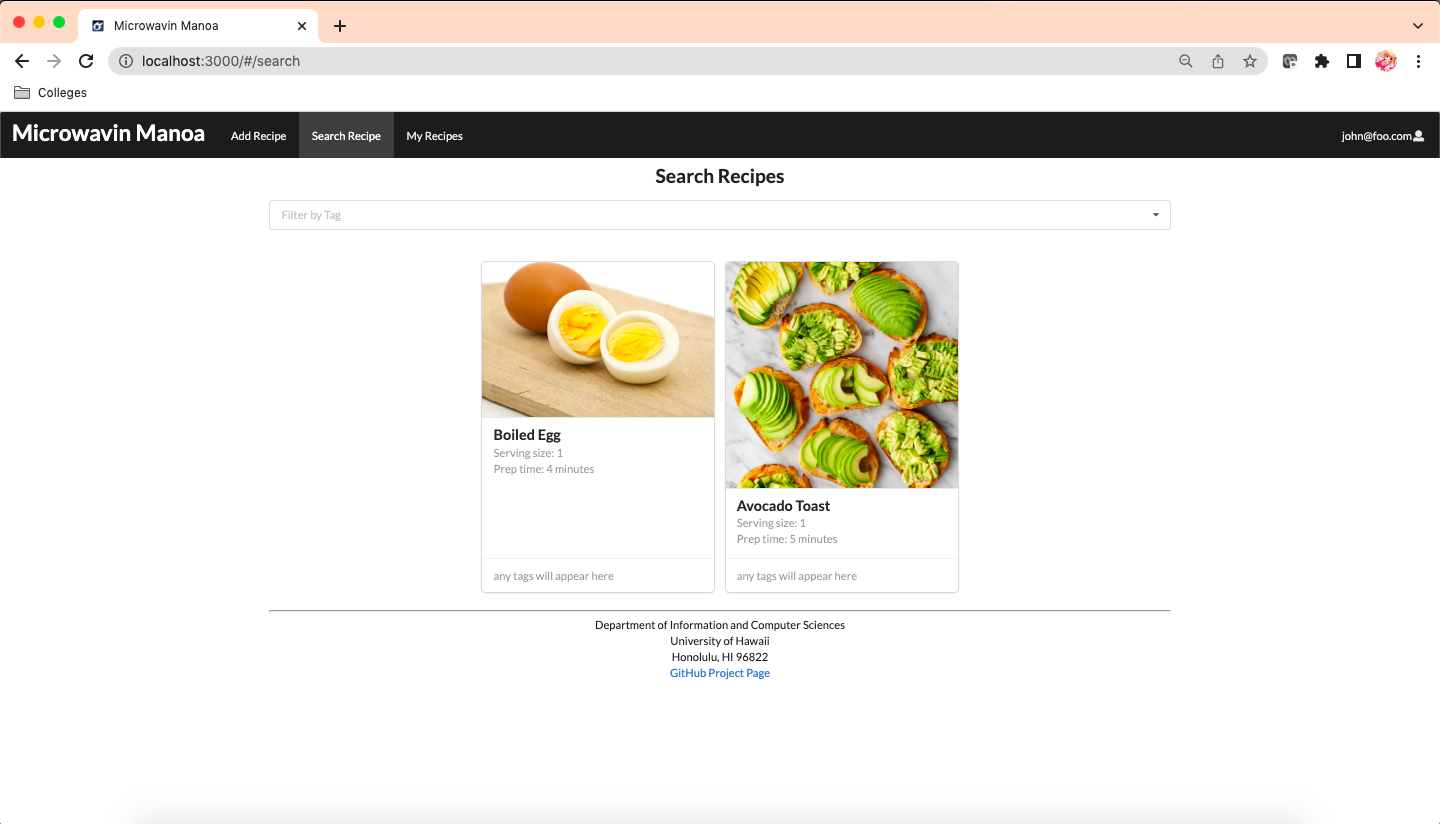 Microwavin Manoa
localhost:3000/#/search
Colleges
Microwavin Manoa Add Recipe Search Recipe My Recipes john@foo.com
Search Recipes
Filter by Tag
Boiled Egg
Serving size: 1
Prep time: 4 minutes
any tags will appear here
Avocado Toast
Serving size: 1
Prep time: 5 minutes
any tags will appear here
Department of Information and Computer Sciences
University of Hawaii
Honolulu, HI 96822
GitHub Project Page